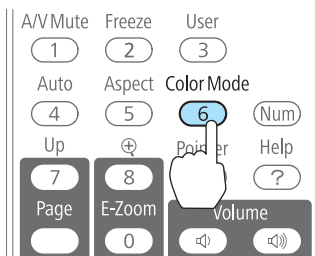 A/V Mute Freeze User
1 2 3
Auto Aspect Color Mode
4 5 6 Num
Up Pointer Help
7 8 ?
Page E-Zoom Volume
0